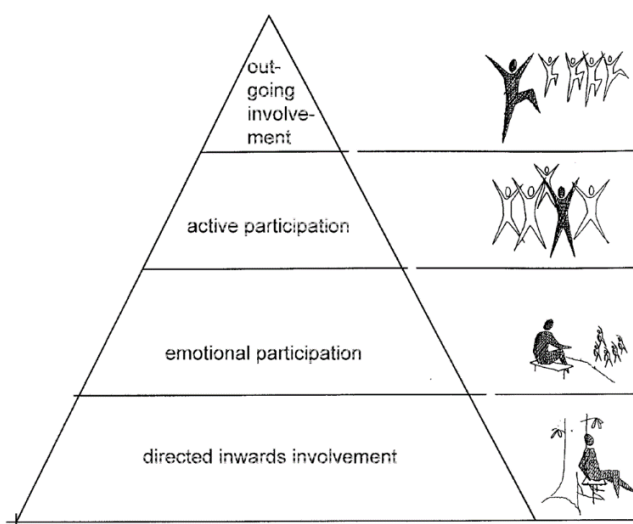 out-
going
involve-
ment
active participation
emotional participation
directed inwards involvement